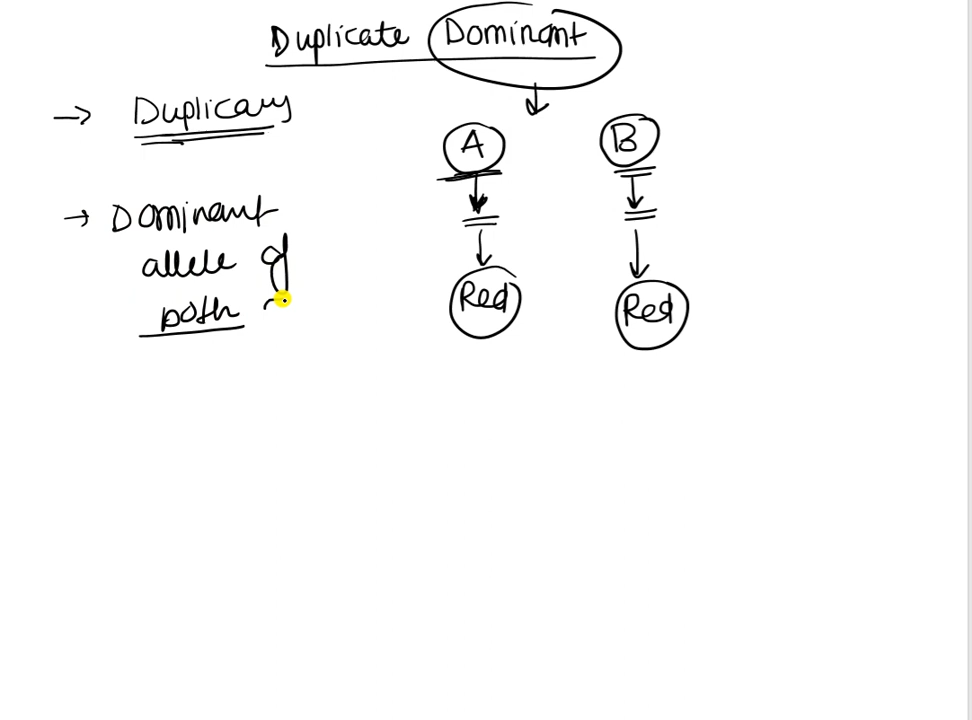 Duplicate Dominant
→ Duplicacy
A B
→ Dominant
allele of
both
Red Red